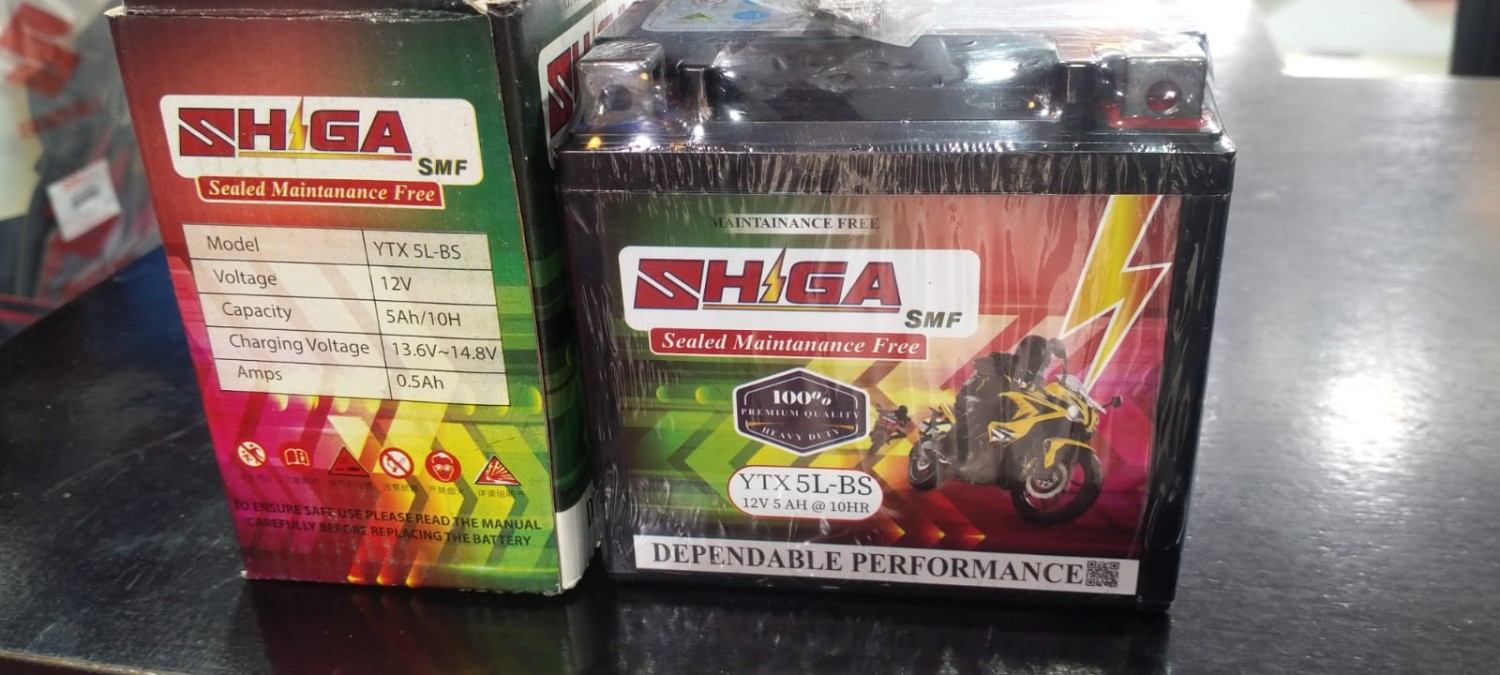 SHIGA
SMF
Sealed Maintanance Free
Model YTX 5L-BS
Voltage 12V
Capacity 5Ah/10H
Charging Voltage 13.6V~14.8V
Amps 0.5Ah
TO ENSURE SAFE USE PLEASE READ THE MANUAL
CAREFULLY BEFORE REPLACING THE BATTERY
MAINTAINANCE FREE
SHIGA
SMF
Sealed Maintanance Free
100%
PREMIUM QUALITY
HEAVY DUTY
YTX 5L-BS
12V 5 AH @ 10HR
DEPENDABLE PERFORMANCE